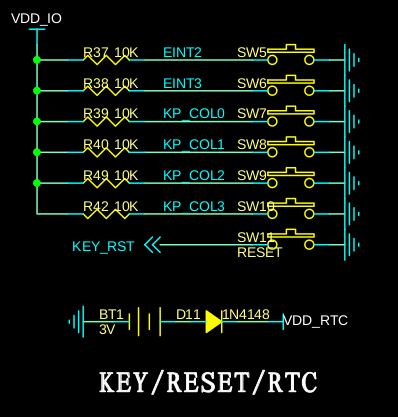 VDD_IO
R37 10K EINT2 SW5
R38 10K EINT3 SW6
R39 10K KP_COL0 SW7
R40 10K KP_COL1 SW8
R49 10K KP_COL2 SW9
R42 10K KP_COL3 SW10
KEY_RST SW11
RESET
BT1 D11 1N4148 VDD_RTC
3V
KEY/RESET/RTC